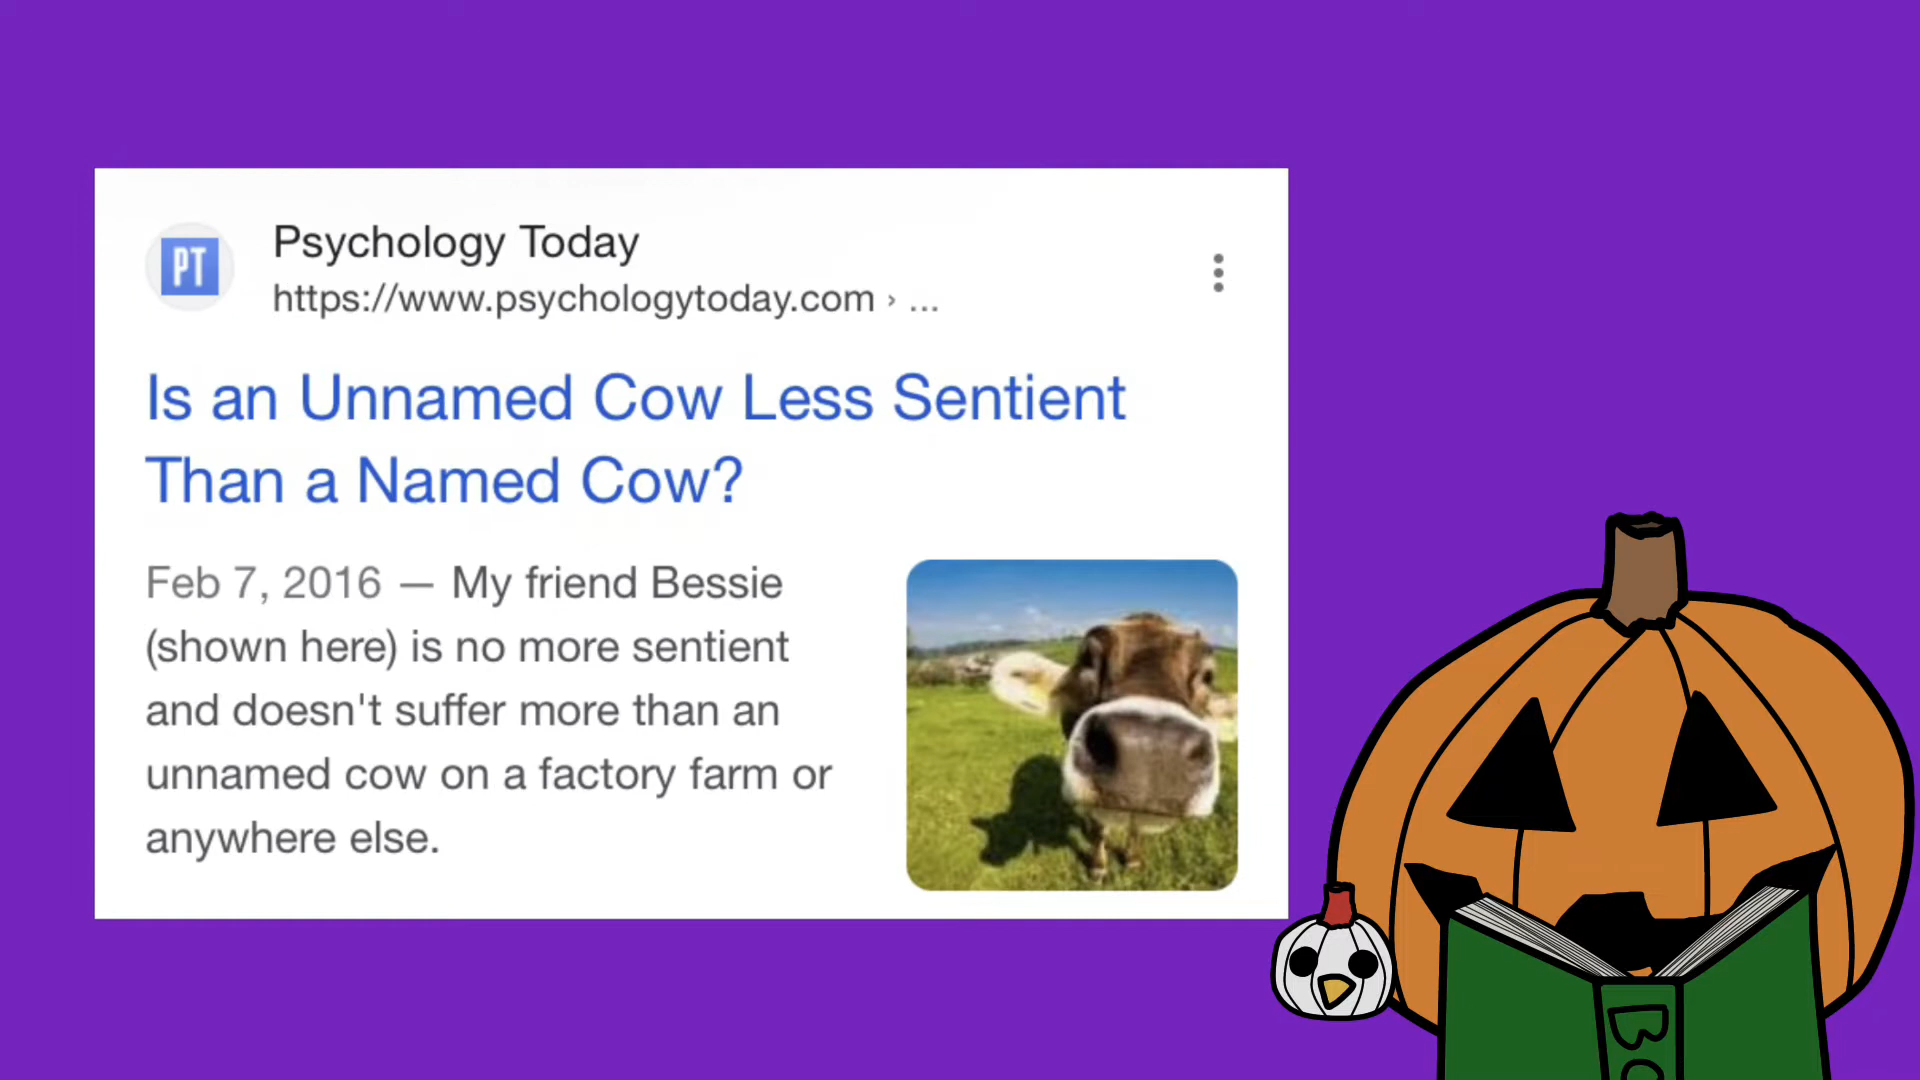 PT
Psychology Today
https://www.psychologytoday.com › ...
Is an Unnamed Cow Less Sentient
Than a Named Cow?
Feb 7, 2016 — My friend Bessie
(shown here) is no more sentient
and doesn't suffer more than an
unnamed cow on a factory farm or
anywhere else.
BO